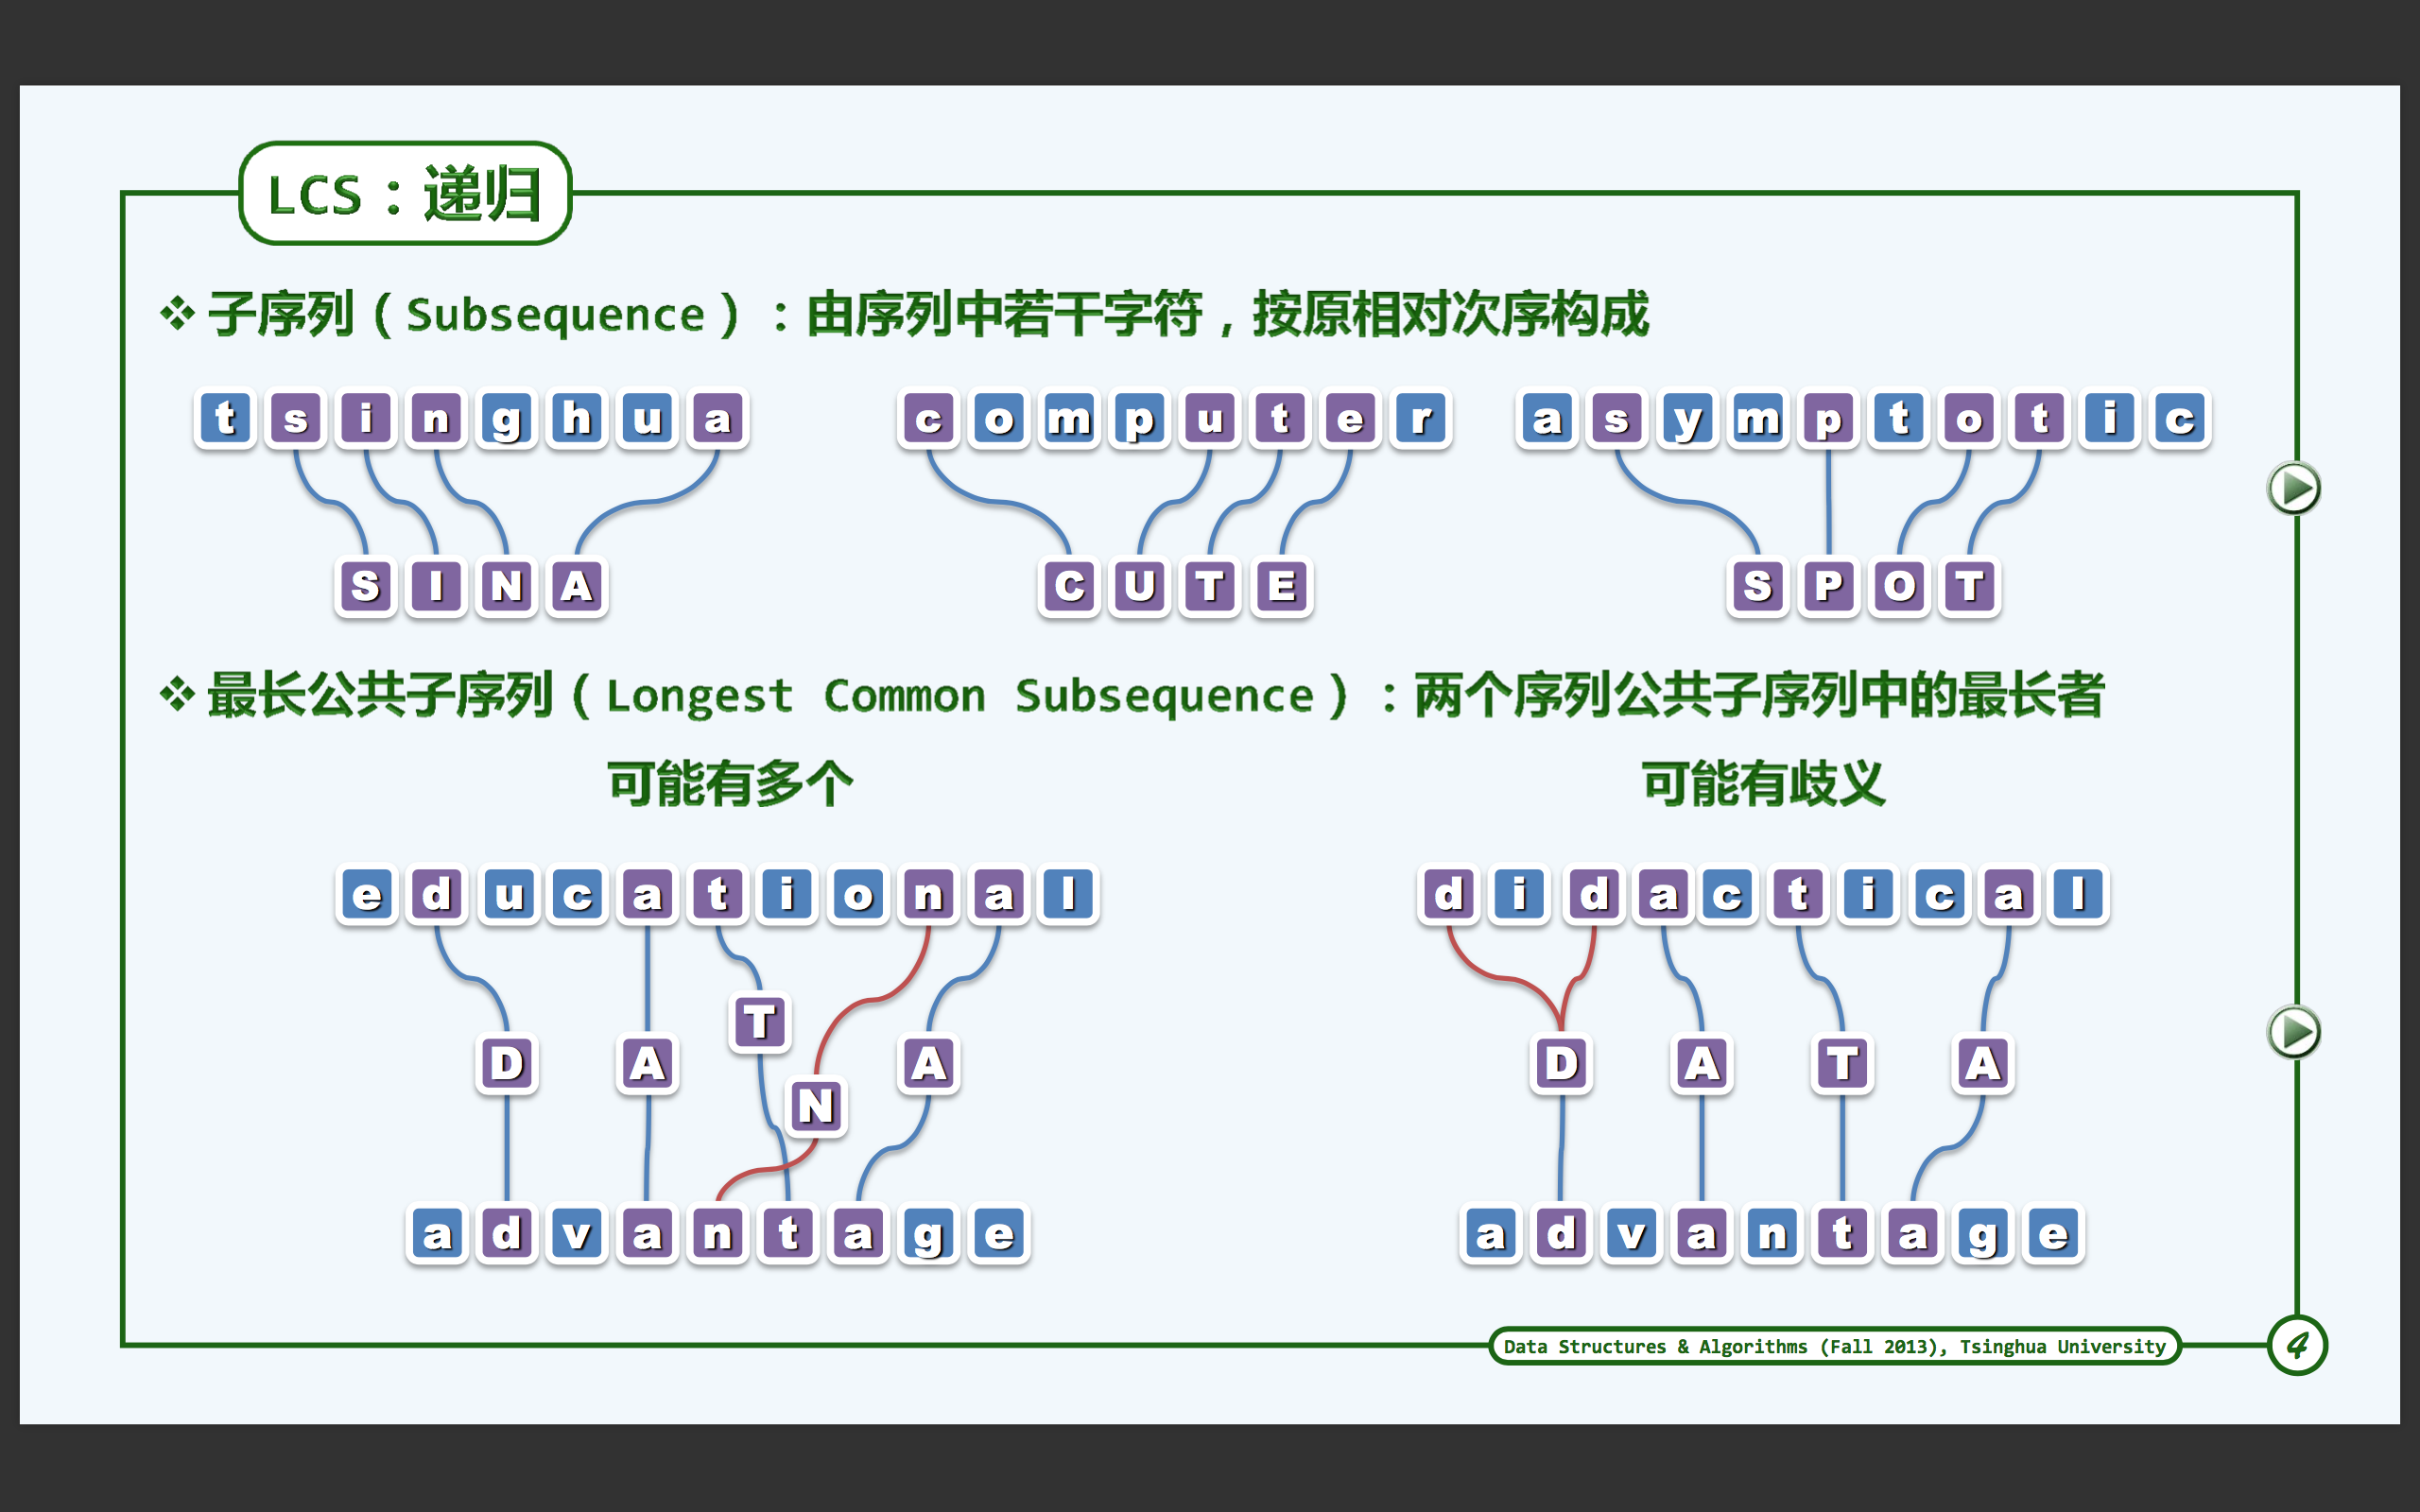 LCS：递归
❖ 子序列（Subsequence）：由序列中若干字符，按原相对次序构成
t s i n g h u a
c o m p u t e r
a s y m p t o t i c
S I N A
C U T E
S P O T
❖ 最长公共子序列（Longest Common Subsequence）：两个序列公共子序列中的最长者
可能有多个
可能有歧义
e d u c a t i o n a l
d i d a c t i c a l
T
D A A
N
D A T A
a d v a n t a g e
a d v a n t a g e
Data Structures & Algorithms (Fall 2013), Tsinghua University
4